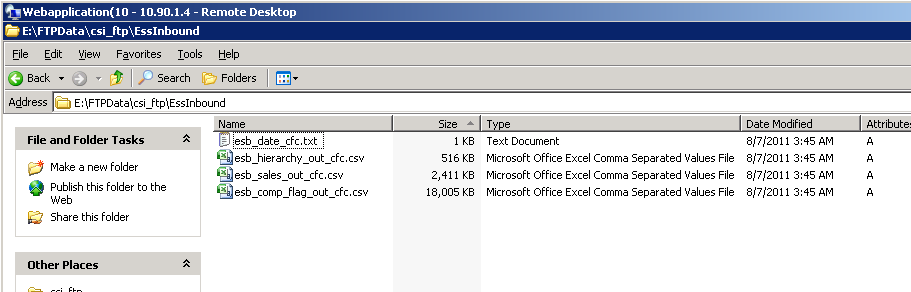 Webapplication(10 - 10.90.1.4 - Remote Desktop
E:\FTPData\csi_ftp\EssInbound
File Edit View Favorites Tools Help
Back Search Folders
Address E:\FTPData\csi_ftp\EssInbound
Name Size Type Date Modified Attributes
File and Folder Tasks
esb_date_cfc.txt 1 KB Text Document 8/7/2011 3:45 AM A
esb_hierarchy_out_cfc.csv 516 KB Microsoft Office Excel Comma Separated Values File 8/7/2011 3:45 AM A
esb_sales_out_cfc.csv 2,411 KB Microsoft Office Excel Comma Separated Values File 8/7/2011 3:45 AM A
esb_comp_flag_out_cfc.csv 18,005 KB Microsoft Office Excel Comma Separated Values File 8/7/2011 3:45 AM A
Make a new folder
Publish this folder to the
Web
Share this folder
Other Places
csi_ftp